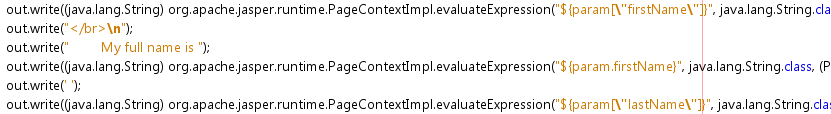 out.write((java.lang.String) org.apache.jasper.runtime.PageContextImpl.evaluateExpression("${param[\"firstName\"]}", java.lang.String.cla
out.write("</br>\n");
out.write("        My full name is ");
out.write((java.lang.String) org.apache.jasper.runtime.PageContextImpl.evaluateExpression("${param.firstName}", java.lang.String.class, (P
out.write(' ');
out.write((java.lang.String) org.apache.jasper.runtime.PageContextImpl.evaluateExpression("${param[\"lastName\"]}", java.lang.String.clas